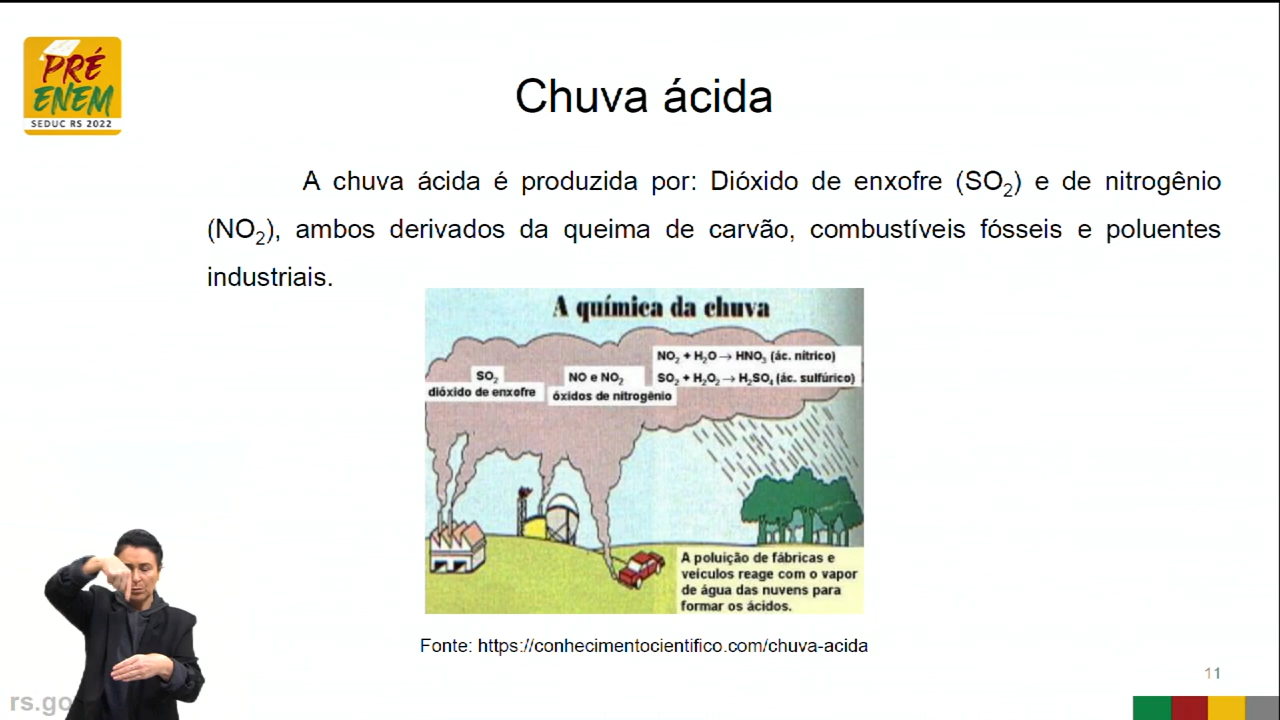 PRÉ
ENEM
SEDUC RS 2022
Chuva ácida
A chuva ácida é produzida por: Dióxido de enxofre (SO₂) e de nitrogênio
(NO₂), ambos derivados da queima de carvão, combustíveis fósseis e poluentes
industriais.
A química da chuva
NO₂ + H₂O → HNO₃ (ác. nítrico)
SO₂ + H₂O₂ → H₂SO₄ (ác. sulfúrico)
SO₂
dióxido de enxofre
NO e NO₂
óxidos de nitrogênio
A poluição de fábricas e
veículos reage com o vapor
de água das nuvens para
formar os ácidos.
Fonte: https://conhecimentocientifico.com/chuva-acida
11
rs.go